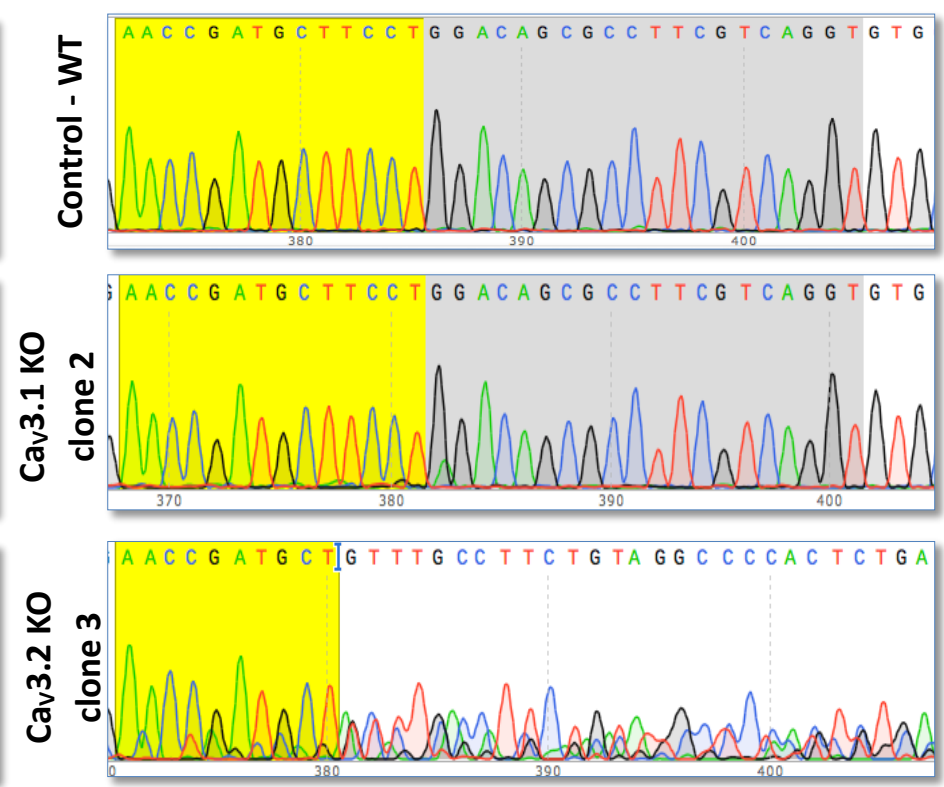 Control - WT
A A C C G A T G C T T C C T G G A C A G C G C C T T C G T C A G G T G T G
380 390 400
Cav3.1 KO
clone 2
G A A C C G A T G C T T C C T G G A C A G C G C C T T C G T C A G G T G T G
370 380 390 400
Cav3.2 KO
clone 3
A A C C G A T G C T G T T T G C C T T C T G T A G G C C C C A C T C T G A
0 380 390 400